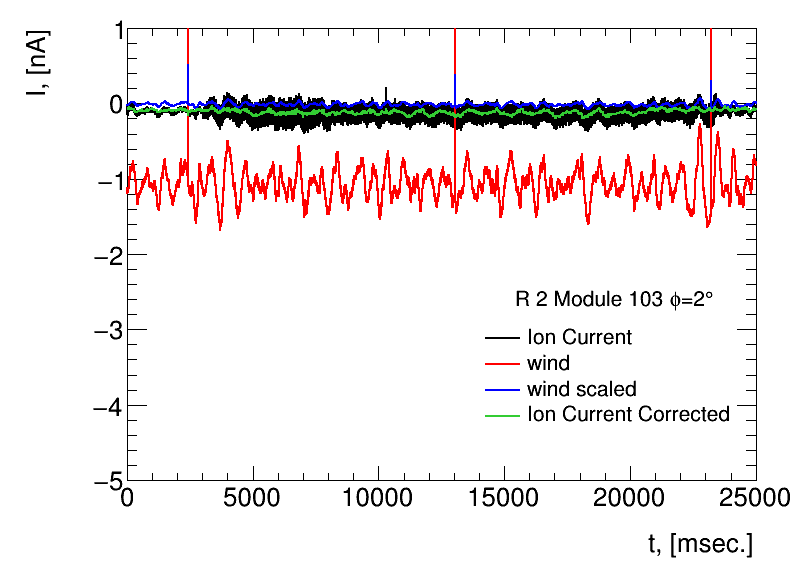 I, [nA]
1
0
−1
−2
−3
−4
−5
R 2 Module 103 ϕ=2°
Ion Current
wind
wind scaled
Ion Current Corrected
0 5000 10000 15000 20000 25000
t, [msec.]